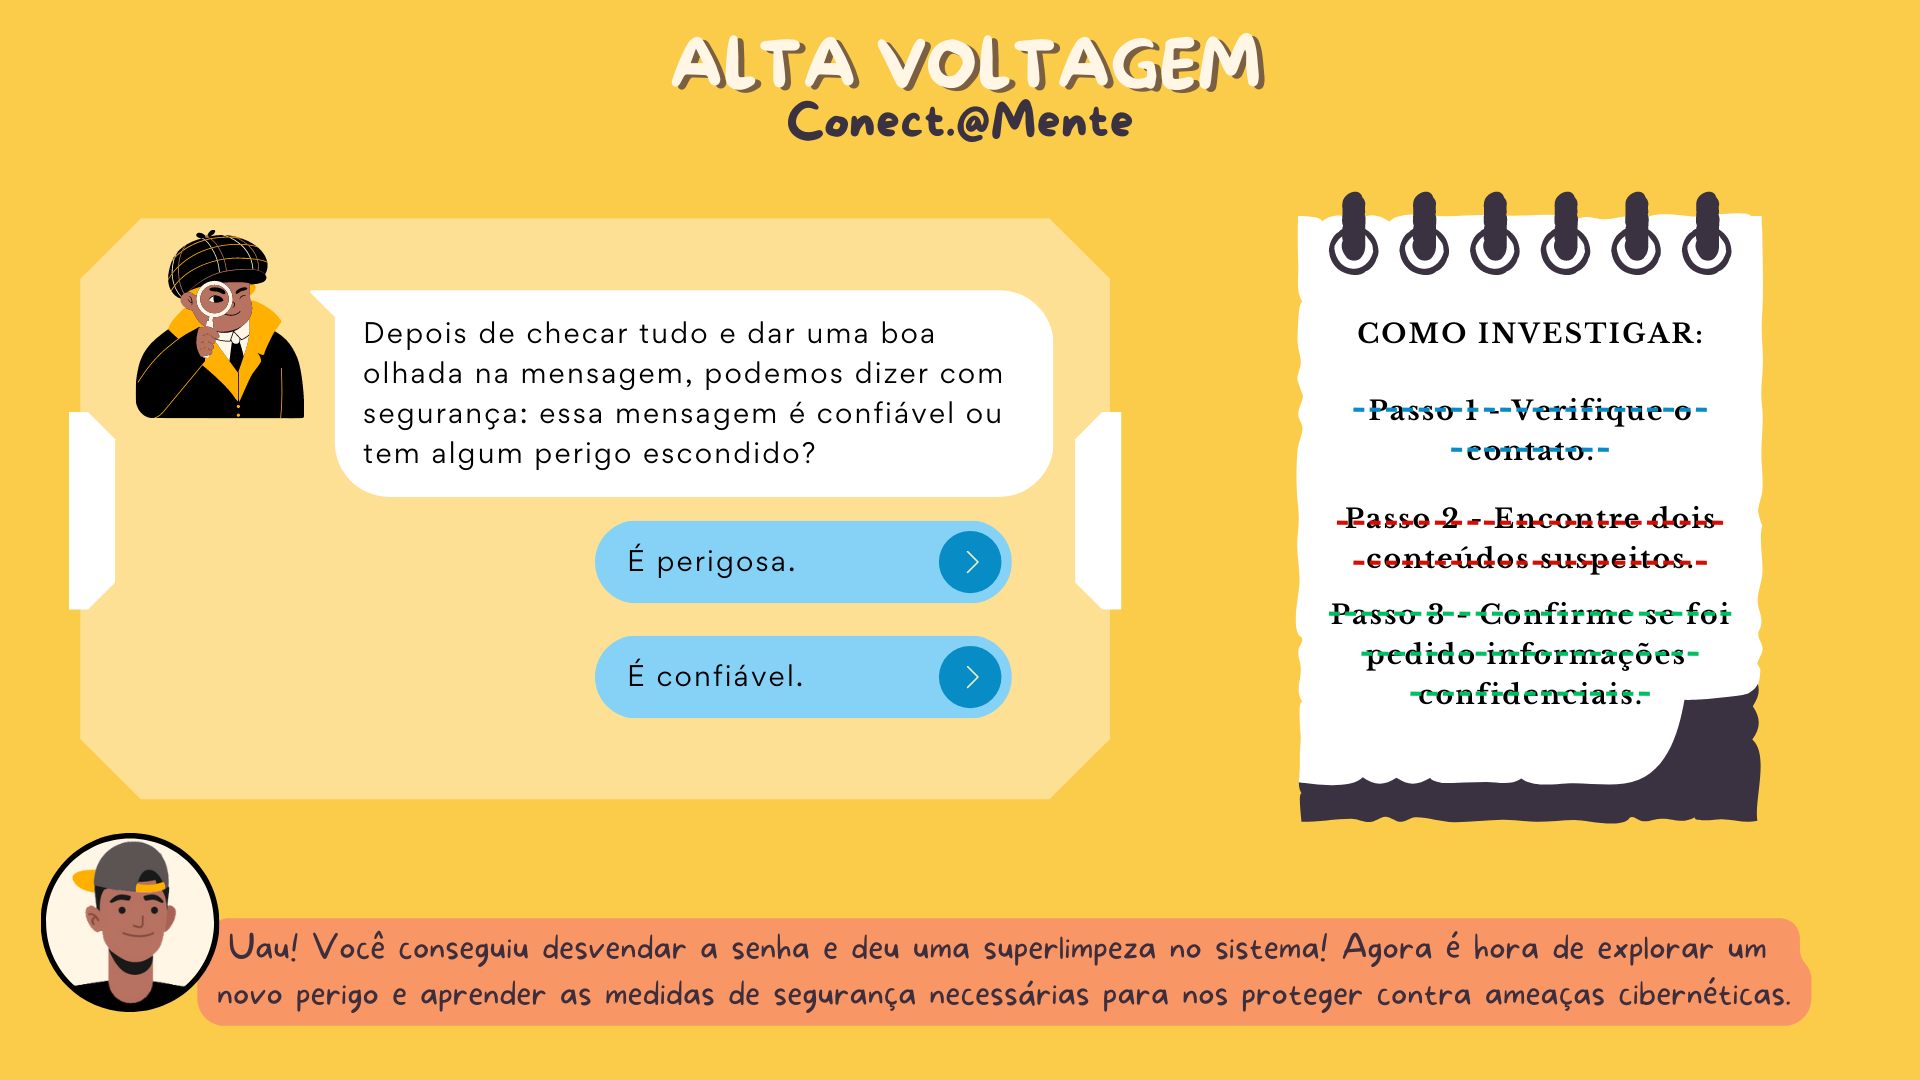 ALTA VOLTAGEM
Conect.@Mente
Depois de checar tudo e dar uma boa
olhada na mensagem, podemos dizer com
segurança: essa mensagem é confiável ou
tem algum perigo escondido?
É perigosa.
É confiável.
COMO INVESTIGAR:
Passo 1 - Verifique o
contato.
Passo 2 - Encontre dois
conteúdos suspeitos.
Passo 3 - Confirme se foi
pedido informações
confidenciais.
Uau! Você conseguiu desvendar a senha e deu uma superlimpeza no sistema! Agora é hora de explorar um
novo perigo e aprender as medidas de segurança necessárias para nos proteger contra ameaças cibernéticas.